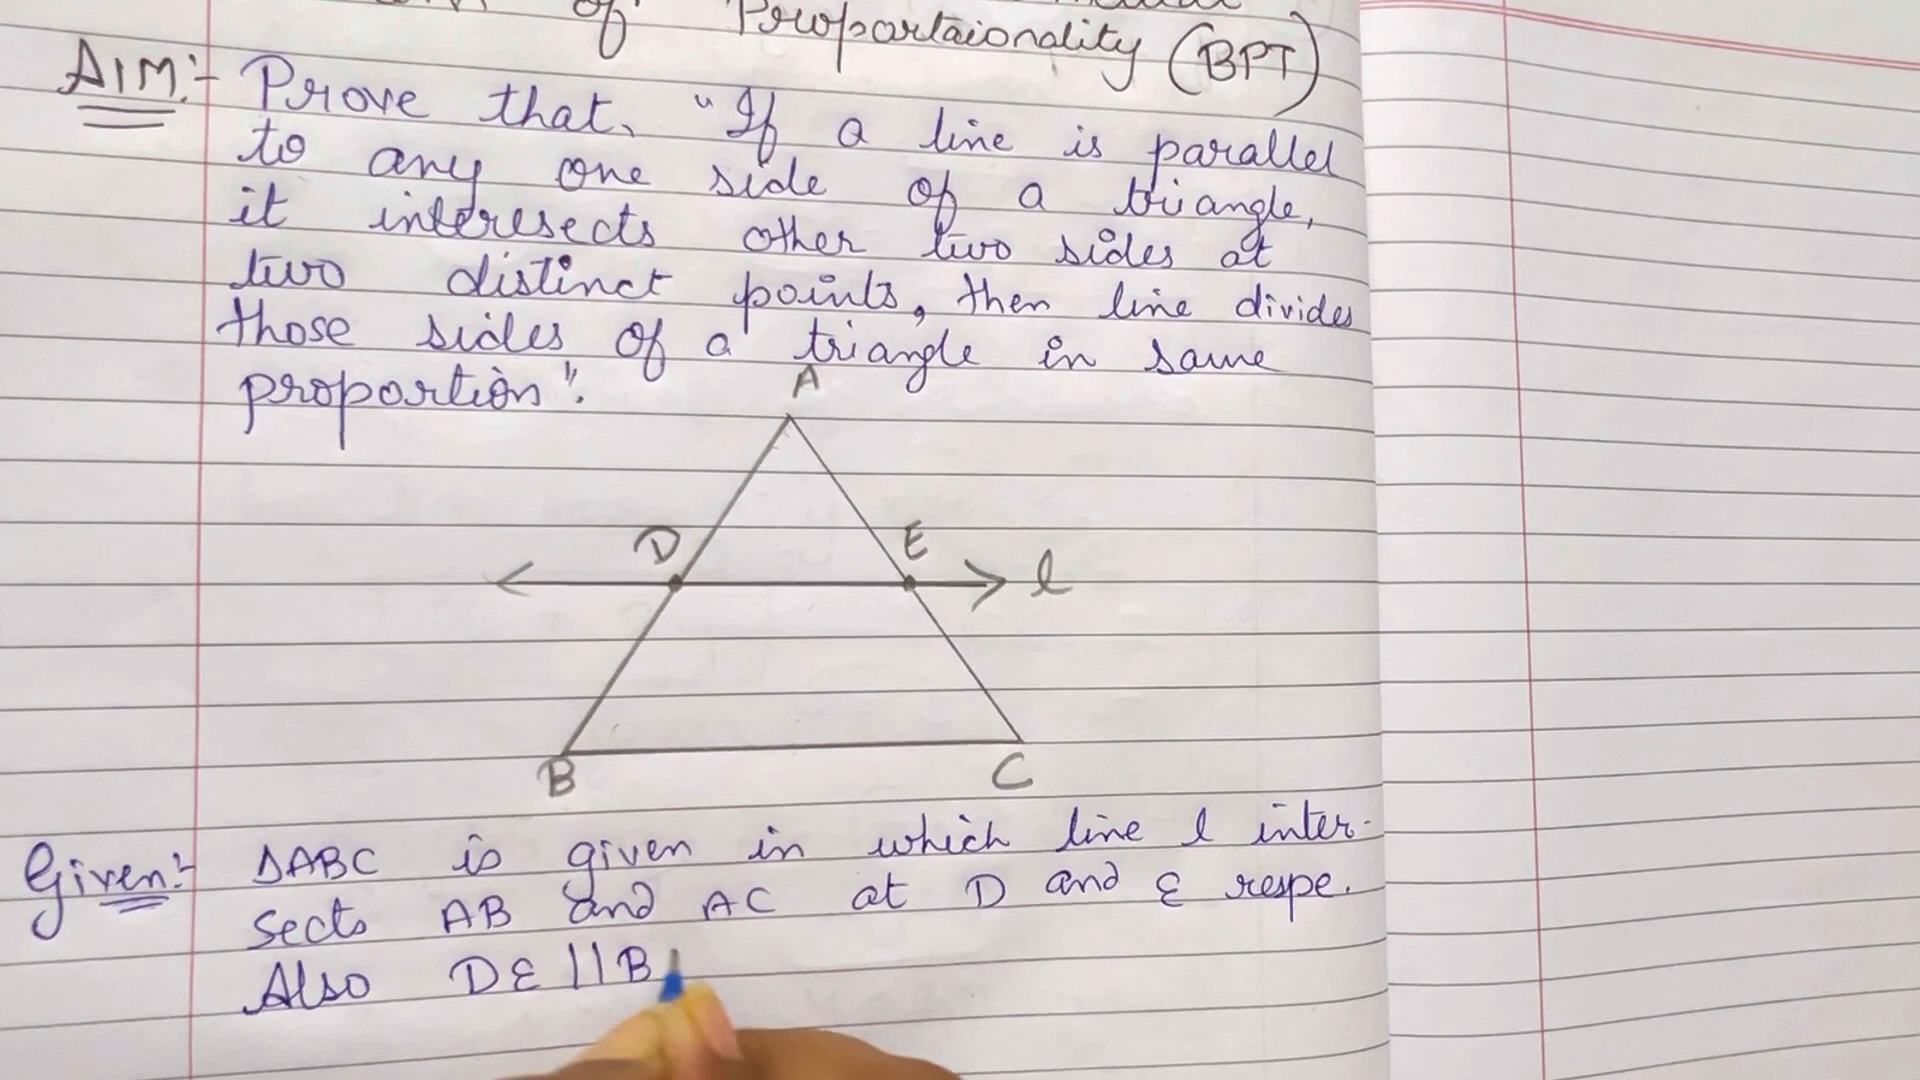 of Proportaionality (BPT)
AIM:- Prove that, "If a line is parallel
to any one side of a triangle,
it interesects other two sides at
two distinct points, then line divides
those sides of a triangle in same
proportion".
A
D E
l
B C
Given:- ΔABC is given in which line l inter-
sects AB and AC at D and E respe.
Also DE || B